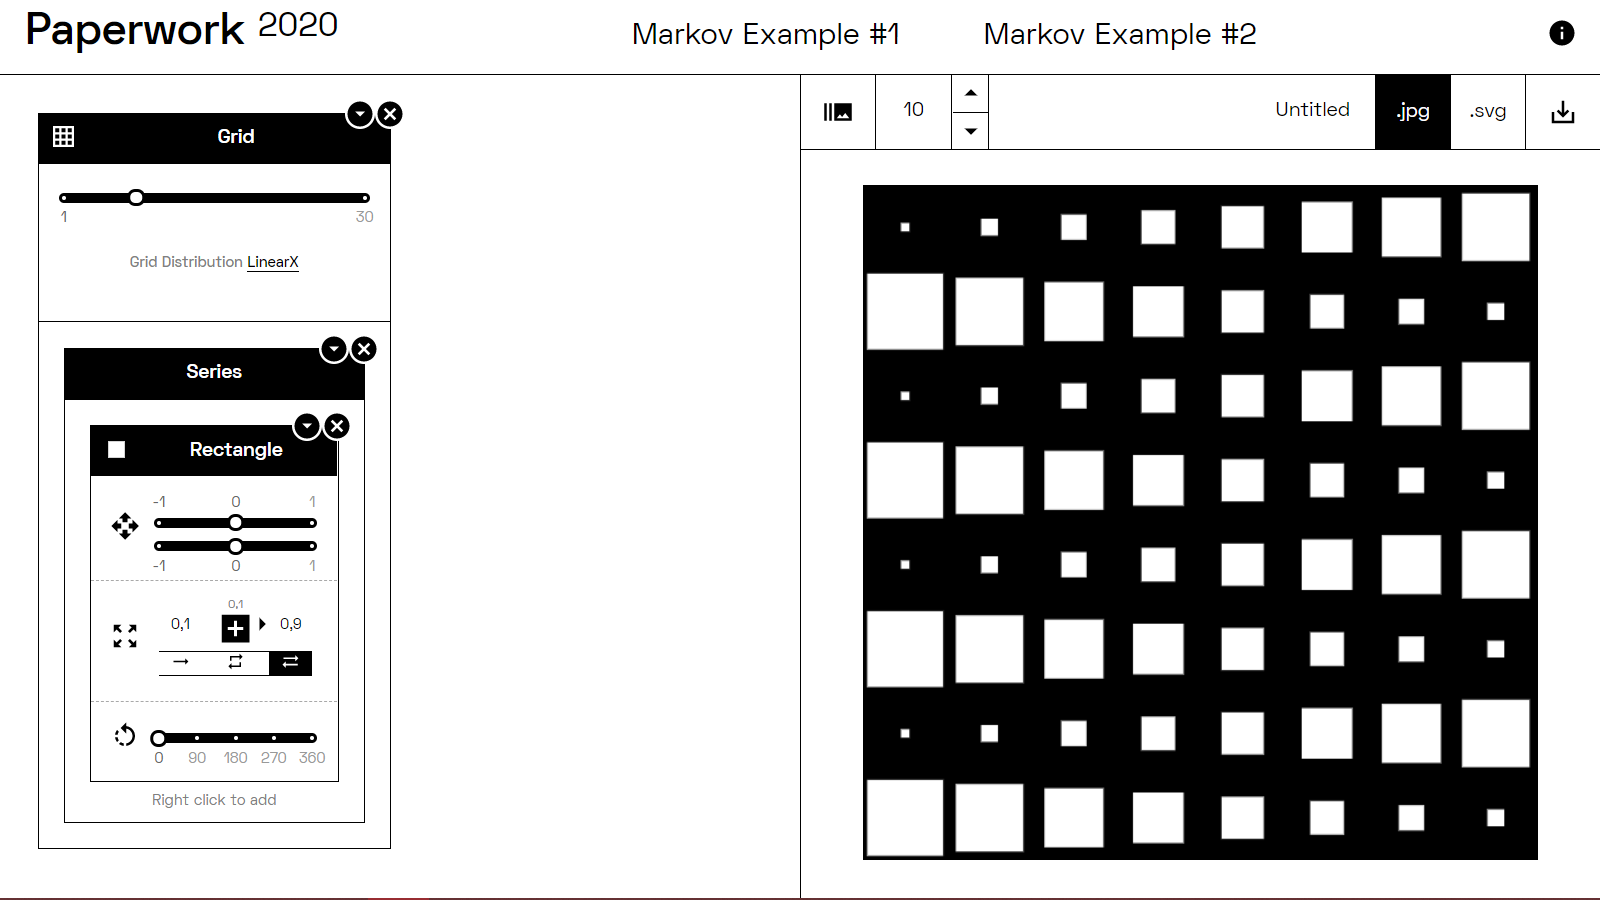 Paperwork 2020
Markov Example #1
Markov Example #2
10
Untitled
.jpg
.svg
Grid
1
30
Grid Distribution LinearX
Series
Rectangle
-1 0 1
-1 0 1
0,1
0,1
0,9
0 90 180 270 360
Right click to add